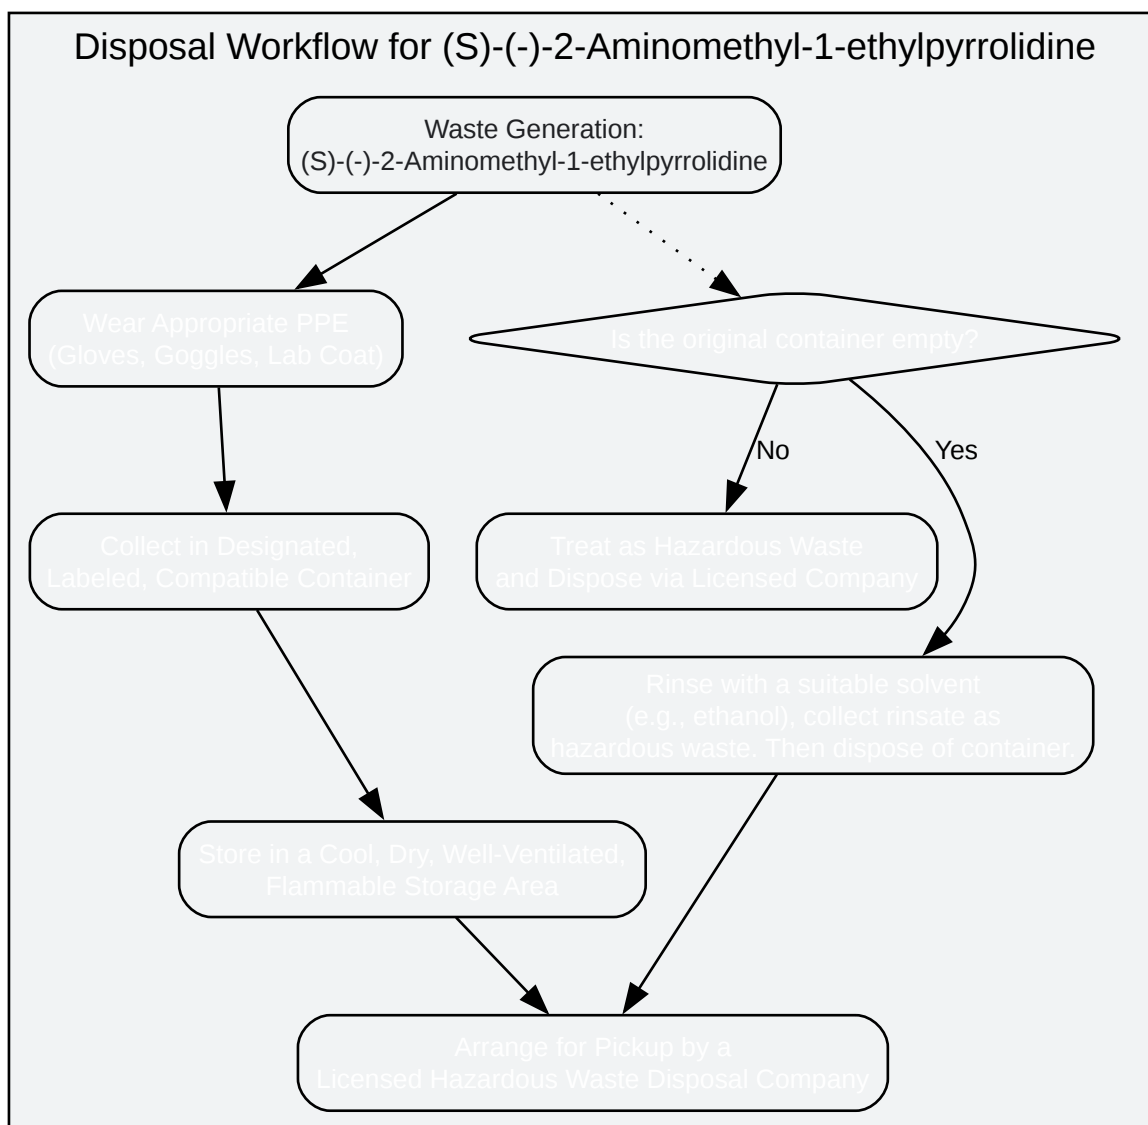 Disposal Workflow for (S)-(-)-2-Aminomethyl-1-ethylpyrrolidine
Waste Generation:
(S)-(-)-2-Aminomethyl-1-ethylpyrrolidine
Wear Appropriate PPE
(Gloves, Goggles, Lab Coat)
Is the original container empty?
No
Yes
Collect in Designated,
Labeled, Compatible Container
Treat as Hazardous Waste
and Dispose via Licensed Company
Rinse with a suitable solvent
(e.g., ethanol), collect rinsate as
hazardous waste. Then dispose of container.
Store in a Cool, Dry, Well-Ventilated,
Flammable Storage Area
Arrange for Pickup by a
Licensed Hazardous Waste Disposal Company